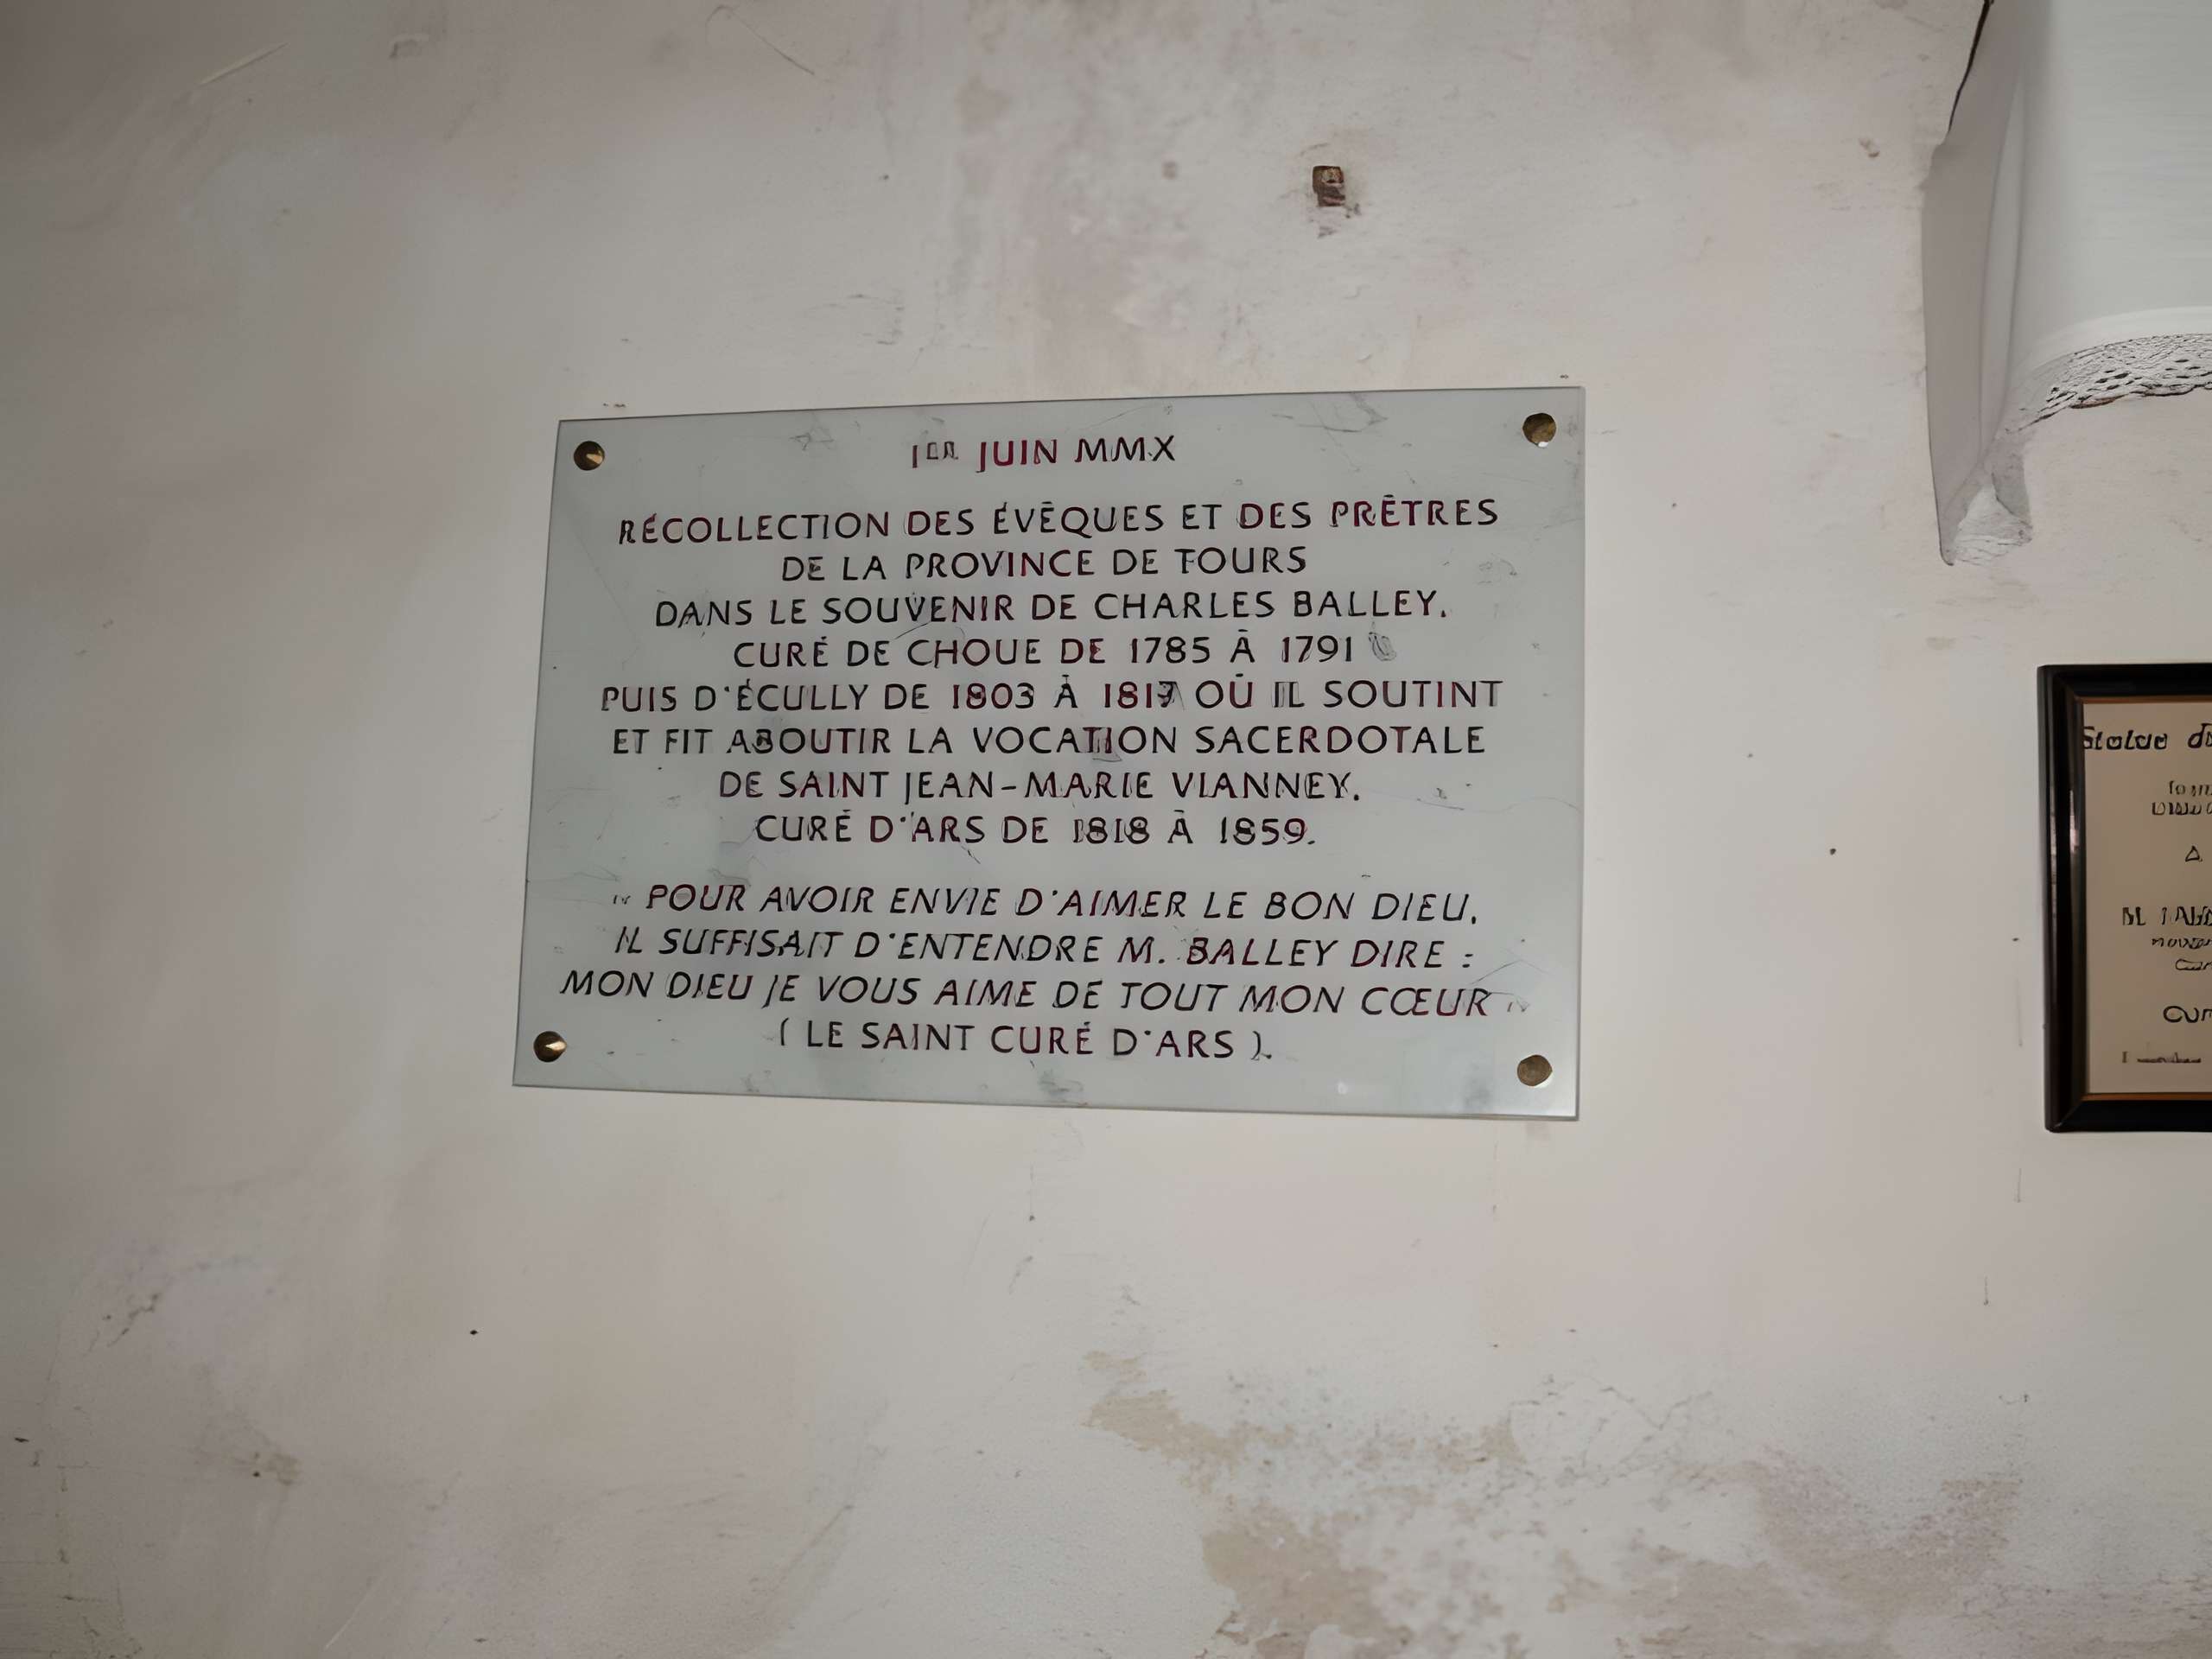 1ER JUIN MMX
RÉCOLLECTION DES ÉVÊQUES ET DES PRÊTRES
DE LA PROVINCE DE TOURS
DANS LE SOUVENIR DE CHARLES BALLEY,
CURÉ DE CHOUE DE 1785 À 1791
PUIS D'ÉCULLY DE 1803 À 1817 OÙ IL SOUTINT
ET FIT ABOUTIR LA VOCATION SACERDOTALE
DE SAINT JEAN-MARIE VIANNEY,
CURÉ D'ARS DE 1818 À 1859.
« POUR AVOIR ENVIE D'AIMER LE BON DIEU,
IL SUFFISAIT D'ENTENDRE M. BALLEY DIRE :
MON DIEU JE VOUS AIME DE TOUT MON CŒUR »
( LE SAINT CURÉ D'ARS ).
Statue du